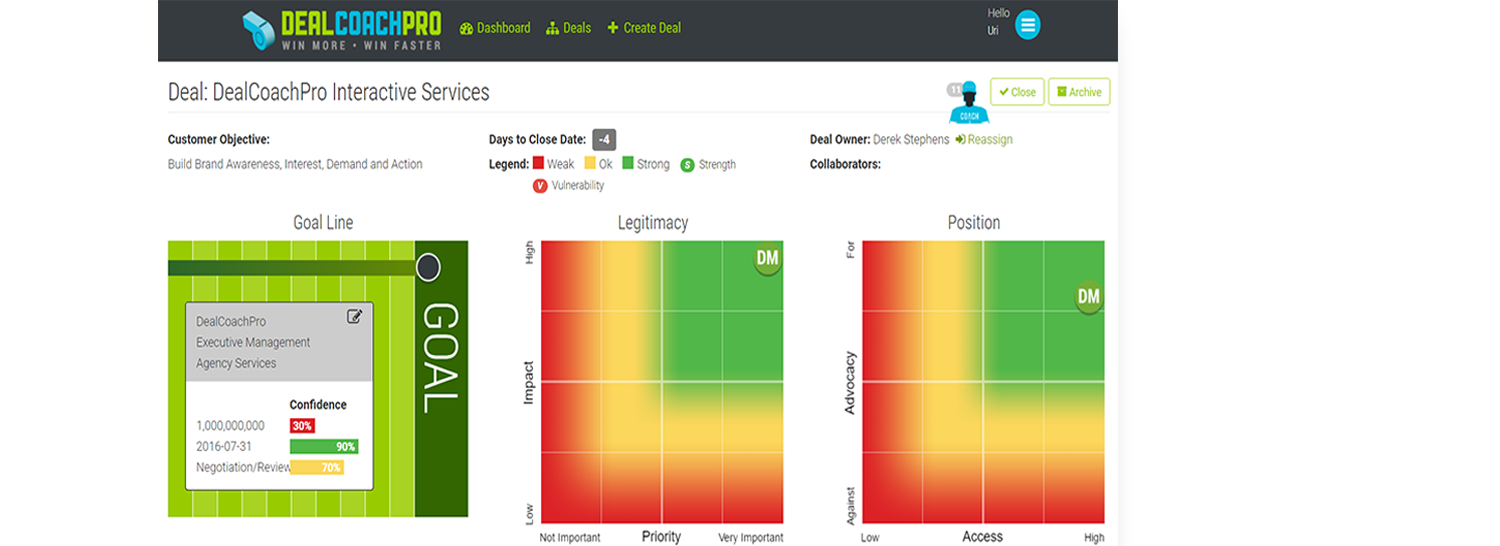 DEALCOACHPRO
WIN MORE • WIN FASTER
Dashboard Deals Create Deal
Hello
Uri
Deal: DealCoachPro Interactive Services
11
COACH
Close Archive
Customer Objective:
Build Brand Awareness, Interest, Demand and Action
Days to Close Date: -4
Legend: Weak Ok Strong S Strength
V Vulnerability
Deal Owner: Derek Stephens Reassign
Collaborators:
Goal Line
DealCoachPro
Executive Management
Agency Services
Confidence
1,000,000,000 30%
2016-07-31 90%
Negotiation/Review 70%
GOAL
Legitimacy
High
DM
Impact
Low
Not Important Priority Very Important
Position
For
DM
Advocacy
Against
Low Access High